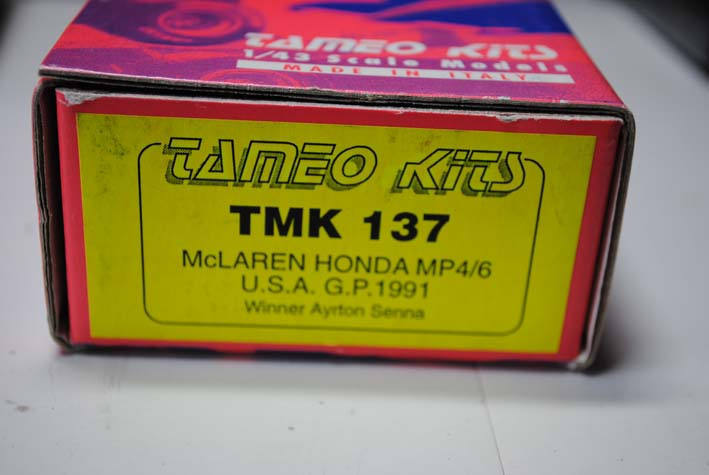 TAMEO KITS
1/43 Scale Models
MADE IN ITALY
TAMEO KITS
TMK 137
McLAREN HONDA MP4/6
U.S.A. G.P.1991
Winner Ayrton Senna